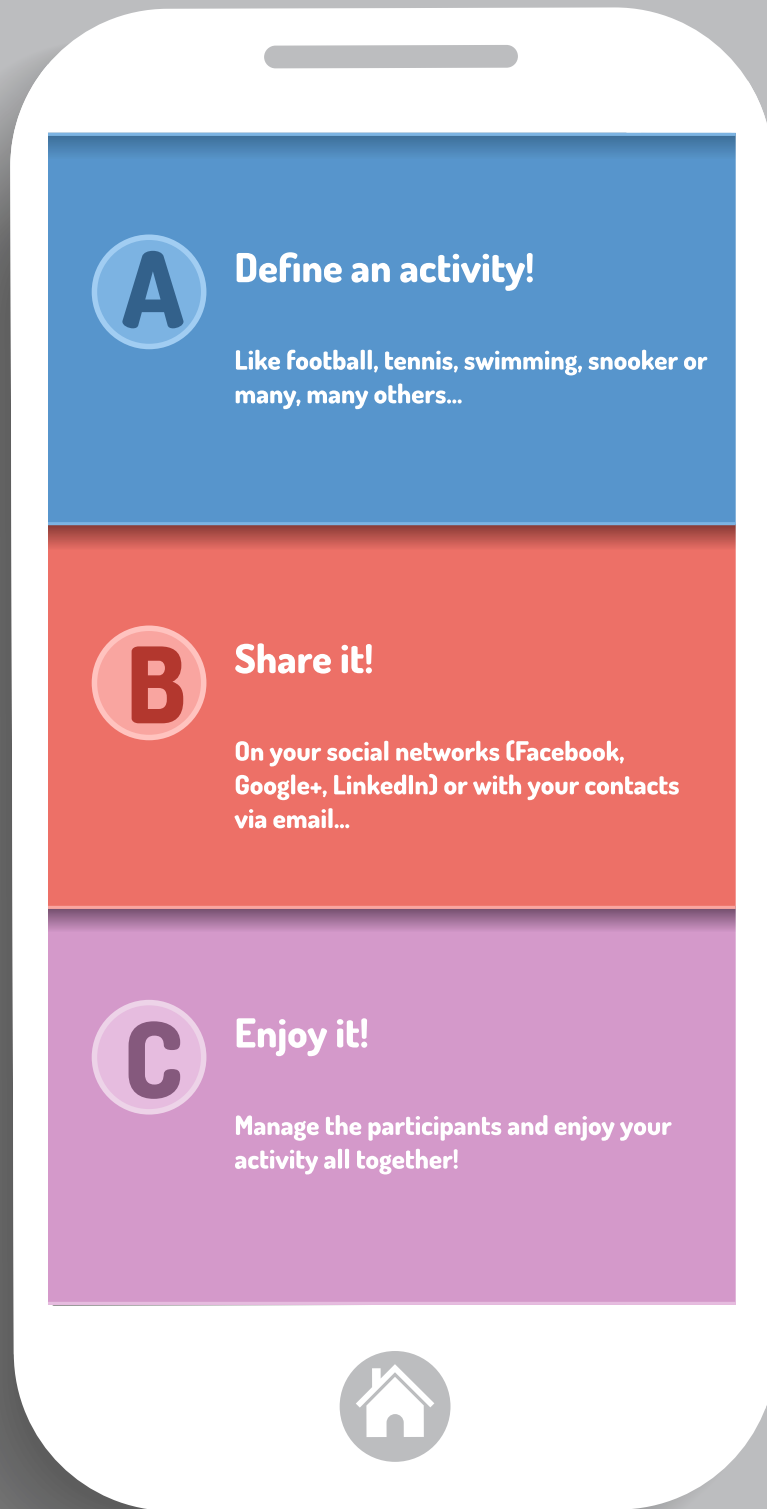 A
Define an activity!
Like football, tennis, swimming, snooker or
many, many others...
B
Share it!
On your social networks (Facebook,
Google+, LinkedIn) or with your contacts
via email...
C
Enjoy it!
Manage the participants and enjoy your
activity all together!